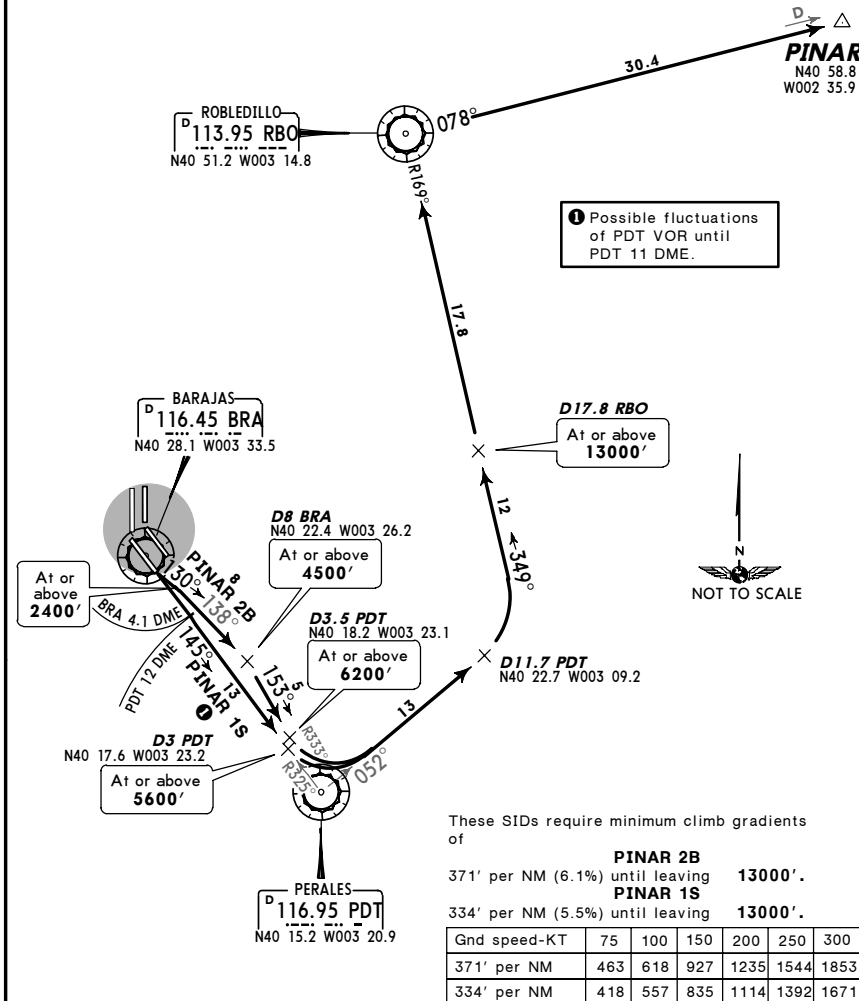 D
PINAR
N40 58.8
W002 35.9
30.4
078°
ROBLEDILLO
D 113.95 RBO
N40 51.2 W003 14.8
R169°
❶ Possible fluctuations
of PDT VOR until
PDT 11 DME.
17.8
BARAJAS
D 116.45 BRA
N40 28.1 W003 33.5
D17.8 RBO
At or above
13000'
12
349°
N
NOT TO SCALE
D8 BRA
N40 22.4 W003 26.2
At or above
4500'
PINAR 2B
8
130°
138°
At or
above
2400'
BRA 4.1 DME
PDT 12 DME
145°
13
PINAR 1S
❶
153°
5
D3.5 PDT
N40 18.2 W003 23.1
At or above
6200'
D11.7 PDT
N40 22.7 W003 09.2
13
052°
R333°
R325°
D3 PDT
N40 17.6 W003 23.2
At or above
5600'
PERALES
D 116.95 PDT
N40 15.2 W003 20.9
These SIDs require minimum climb gradients
of
PINAR 2B
371' per NM (6.1%) until leaving 13000'.
PINAR 1S
334' per NM (5.5%) until leaving 13000'.
Gnd speed-KT 75 100 150 200 250 300
371' per NM 463 618 927 1235 1544 1853
334' per NM 418 557 835 1114 1392 1671